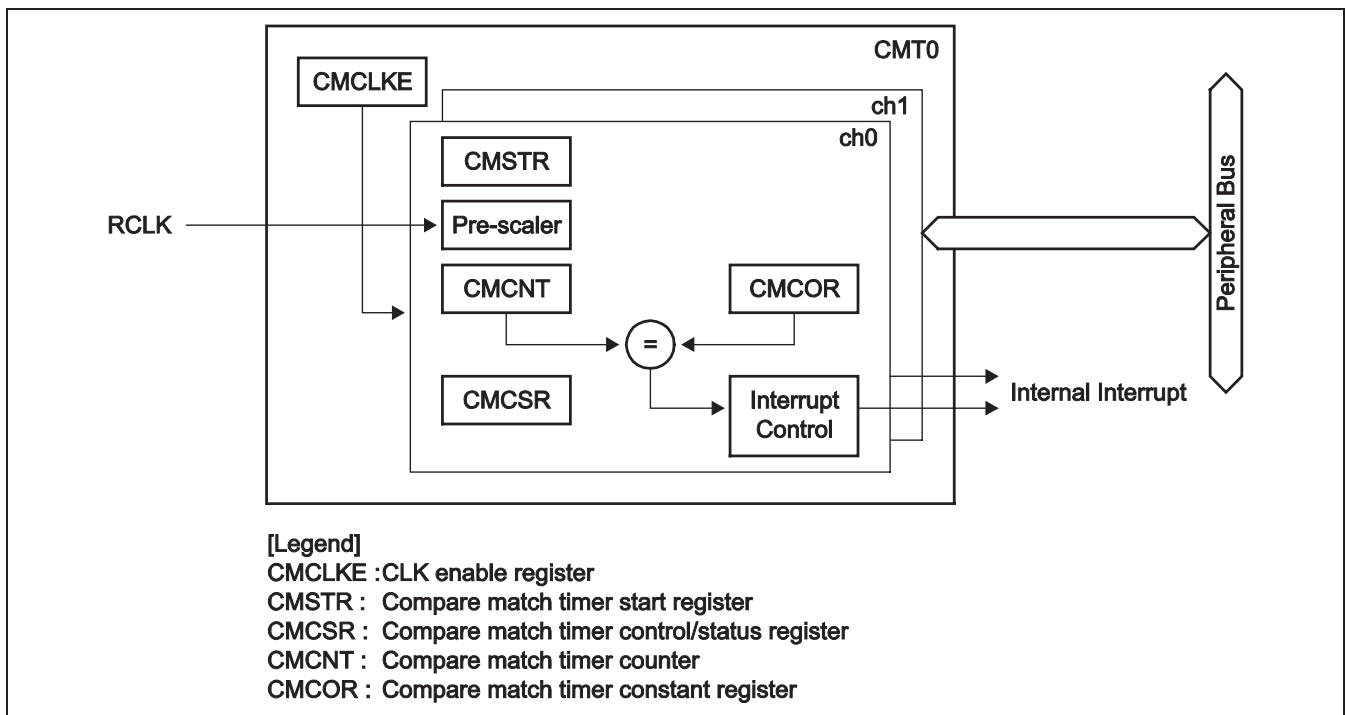 CMT0
CMCLKE
ch1
ch0
CMSTR
RCLK
Pre-scaler
CMCNT
CMCOR
=
CMCSR
Interrupt
Control
Internal Interrupt
Peripheral Bus
[Legend]
CMCLKE :CLK enable register
CMSTR : Compare match timer start register
CMCSR : Compare match timer control/status register
CMCNT : Compare match timer counter
CMCOR : Compare match timer constant register